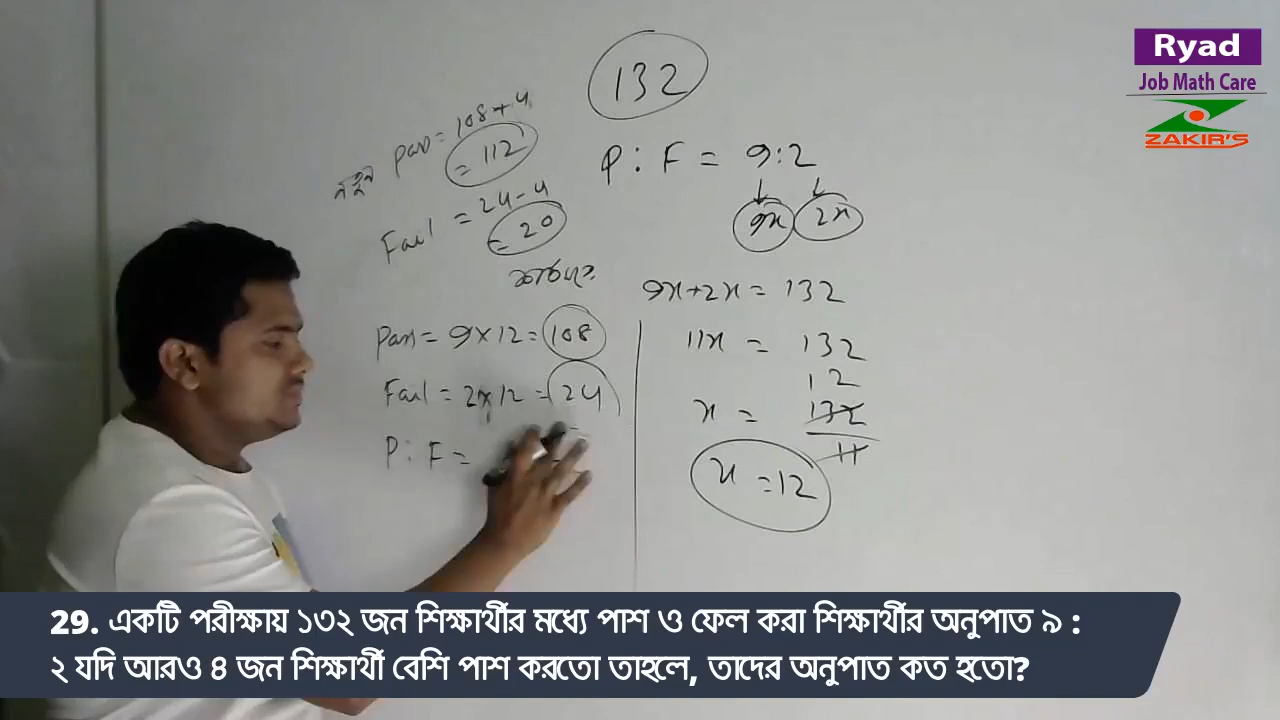 Ryad
Job Math Care
ZAKIR'S
132
P : F = 9:2
9x 2x
9x+2x = 132
11x = 132
12
x = 132
11
x = 12
নতুন Pass = 108+4
= 112
Fail = 24-4
= 20
Pass = 9×12 = 108
Fail = 2×12 = 24
P : F =
29. একটি পরীক্ষায় ১৩২ জন শিক্ষার্থীর মধ্যে পাশ ও ফেল করা শিক্ষার্থীর অনুপাত ৯ :
২ যদি আরও ৪ জন শিক্ষার্থী বেশি পাশ করতো তাহলে, তাদের অনুপাত কত হতো?